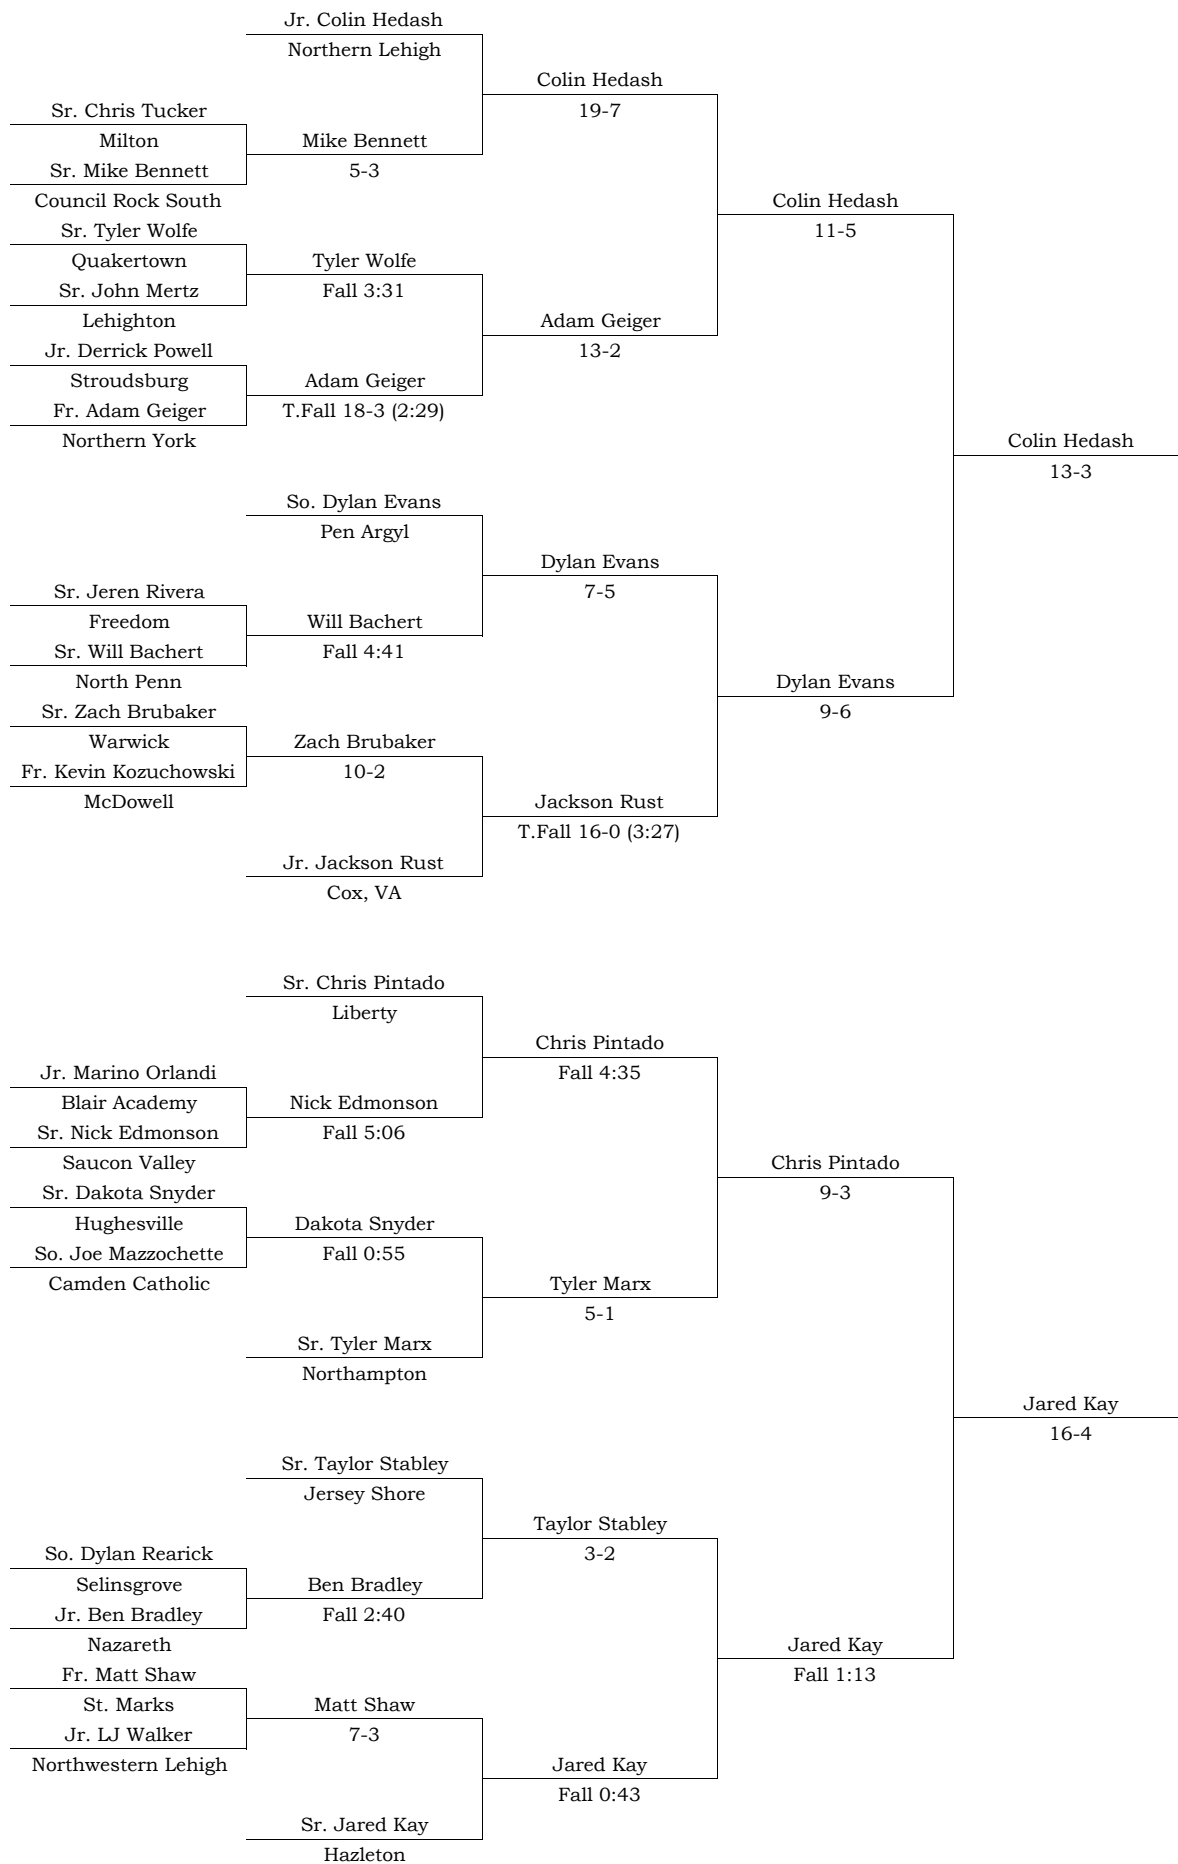 Jr. Colin Hedash
Northern Lehigh
Colin Hedash
19-7
Sr. Chris Tucker
Milton
Mike Bennett
Sr. Mike Bennett
5-3
Council Rock South
Colin Hedash
11-5
Sr. Tyler Wolfe
Quakertown
Tyler Wolfe
Sr. John Mertz
Fall 3:31
Lehighton
Adam Geiger
13-2
Jr. Derrick Powell
Stroudsburg
Adam Geiger
Fr. Adam Geiger
T.Fall 18-3 (2:29)
Northern York
Colin Hedash
13-3
So. Dylan Evans
Pen Argyl
Dylan Evans
7-5
Sr. Jeren Rivera
Freedom
Will Bachert
Sr. Will Bachert
Fall 4:41
North Penn
Dylan Evans
9-6
Sr. Zach Brubaker
Warwick
Zach Brubaker
Fr. Kevin Kozuchowski
10-2
McDowell
Jackson Rust
T.Fall 16-0 (3:27)
Jr. Jackson Rust
Cox, VA
Sr. Chris Pintado
Liberty
Chris Pintado
Fall 4:35
Jr. Marino Orlandi
Blair Academy
Nick Edmonson
Sr. Nick Edmonson
Fall 5:06
Saucon Valley
Chris Pintado
9-3
Sr. Dakota Snyder
Hughesville
Dakota Snyder
So. Joe Mazzochette
Fall 0:55
Camden Catholic
Tyler Marx
5-1
Sr. Tyler Marx
Northampton
Jared Kay
16-4
Sr. Taylor Stabley
Jersey Shore
Taylor Stabley
3-2
So. Dylan Rearick
Selinsgrove
Ben Bradley
Jr. Ben Bradley
Fall 2:40
Nazareth
Jared Kay
Fall 1:13
Fr. Matt Shaw
St. Marks
Matt Shaw
Jr. LJ Walker
7-3
Northwestern Lehigh
Jared Kay
Fall 0:43
Sr. Jared Kay
Hazleton